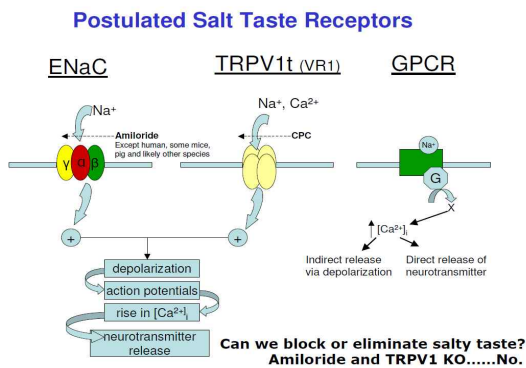 Postulated Salt Taste Receptors
ENaC
TRPV1t (VR1)
GPCR
Na⁺
Amiloride
Except human, some mice,
pig and likely other species
γ α β
Na⁺, Ca²⁺
CPC
Na⁺
G
X
[Ca²⁺]ᵢ
Indirect release
via depolarization
Direct release of
neurotransmitter
+
+
depolarization
action potentials
rise in [Ca²⁺]ᵢ
neurotransmitter
release
Can we block or eliminate salty taste?
Amiloride and TRPV1 KO......No.